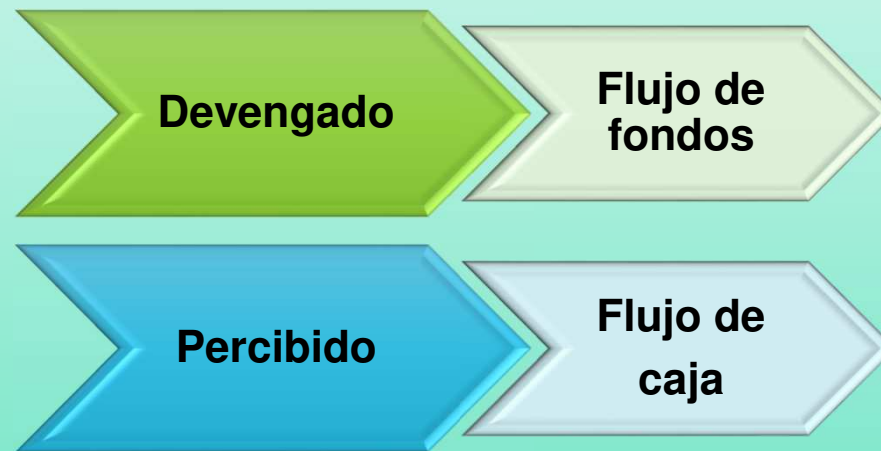 Devengado
Flujo de
fondos
Percibido
Flujo de
caja